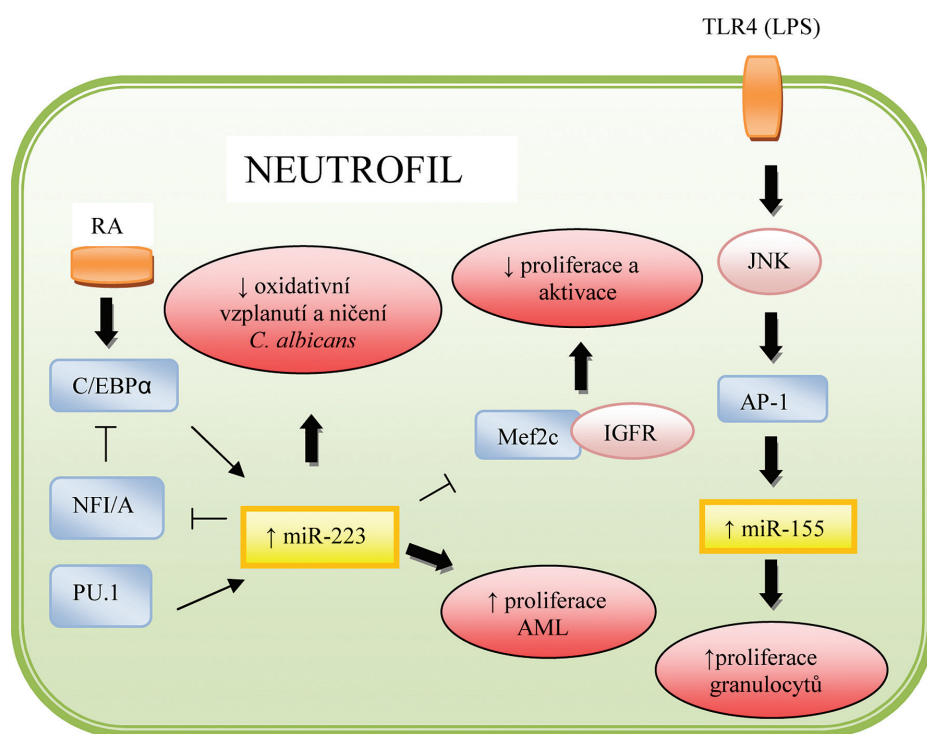 TLR4 (LPS)
NEUTROFIL
RA
↓ oxidativní
vzplanutí a ničení
C. albicans
↓ proliferace a
aktivace
JNK
C/EBPα
AP-1
Mef2c
IGFR
NFI/A
↑ miR-223
↑ miR-155
PU.1
↑ proliferace
AML
↑proliferace
granulocytů